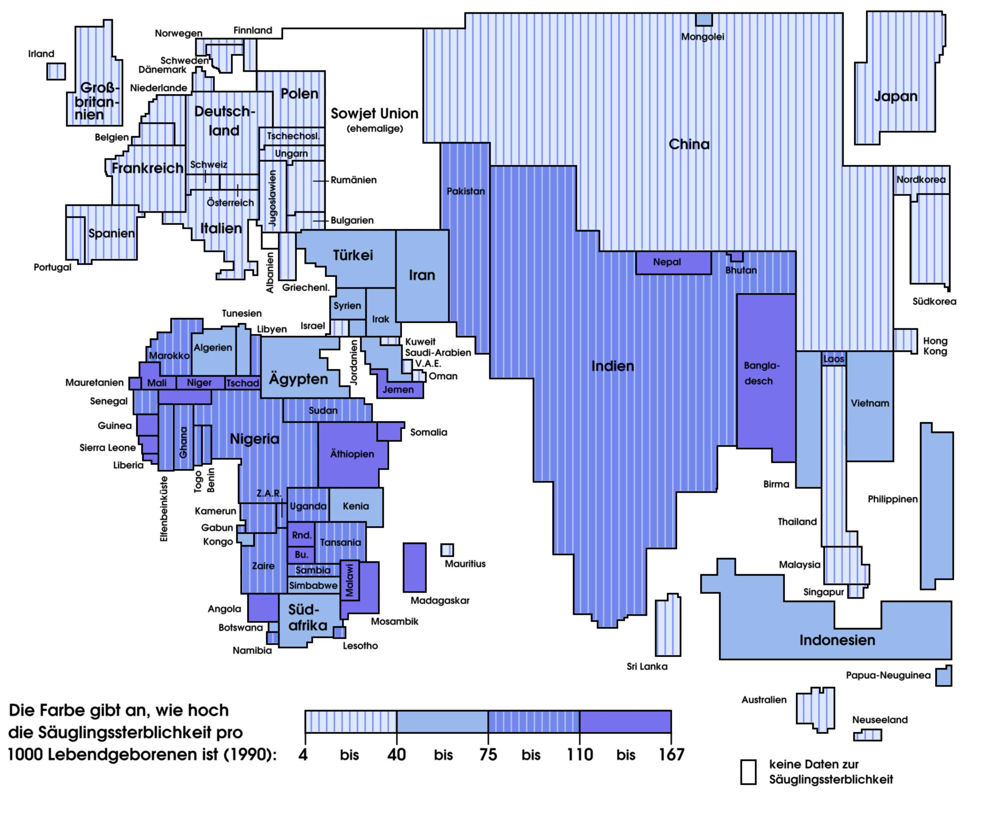 Norwegen
Finnland
Irland
Schweden
Dänemark
Niederlande
Groß-
britan-
nien
Polen
Deutsch-
land
Sowjet Union
(ehemalige)
Belgien
Tschechosl.
Ungarn
Frankreich
Schweiz
Österreich
Jugoslawien
Rumänien
Bulgarien
Italien
Spanien
Portugal
Albanien
Griechenl.
Mongolei
China
Japan
Nordkorea
Südkorea
Hong
Kong
Pakistan
Türkei
Iran
Syrien
Irak
Israel
Jordanien
Kuweit
Saudi-Arabien
V.A.E.
Oman
Jemen
Nepal
Bhutan
Indien
Bangla-
desch
Laos
Vietnam
Birma
Thailand
Malaysia
Singapur
Philippinen
Indonesien
Papua-Neuguinea
Australien
Neuseeland
Sri Lanka
Tunesien
Libyen
Algerien
Marokko
Ägypten
Mauretanien
Mali
Niger
Tschad
Senegal
Sudan
Guinea
Ghana
Nigeria
Somalia
Sierra Leone
Äthiopien
Liberia
Elfenbeinküste
Togo
Benin
Z.A.R.
Kamerun
Uganda
Kenia
Gabun
Kongo
Rnd.
Tansania
Bu.
Zaire
Sambia
Malawi
Simbabwe
Mauritius
Madagaskar
Angola
Süd-
afrika
Mosambik
Botswana
Namibia
Lesotho
Die Farbe gibt an, wie hoch
die Säuglingssterblichkeit pro
1000 Lebendgeborenen ist (1990):
4 bis 40 bis 75 bis 110 bis 167
keine Daten zur
Säuglingssterblichkeit